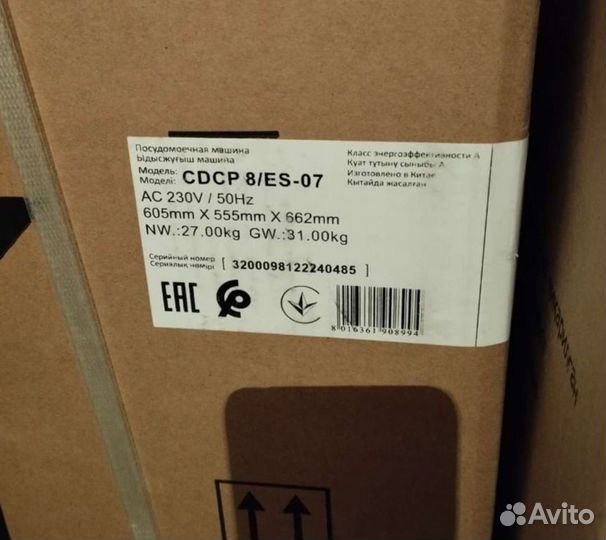 Посудомоечная машина
Ыдысжуғыш машина
Модель:
Моделі: CDCP 8/ES-07
AC 230V / 50Hz
605mm X 555mm X 662mm
NW.:27.00kg GW.:31.00kg
Класс энергоэффективности А
Қуат тұтыну сыныбы А
Изготовлено в Китае
Қытайда жасалған
Серийный номер
Сериялық нөмірі [ 3200098122240485 ]
EAC
8 016361 908994
Avito